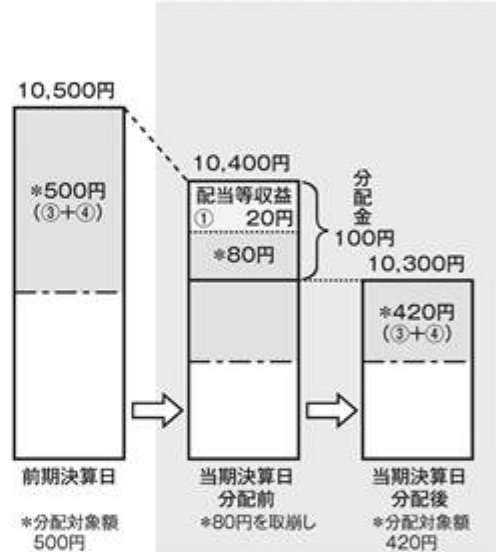 10,500円
*500円
(③+④)
前期決算日
*分配対象額
500円
10,400円
配当等収益
① 20円
*80円
分配金
100円
当期決算日
分配前
*80円を取崩し
10,300円
*420円
(③+④)
当期決算日
分配後
*分配対象額
420円